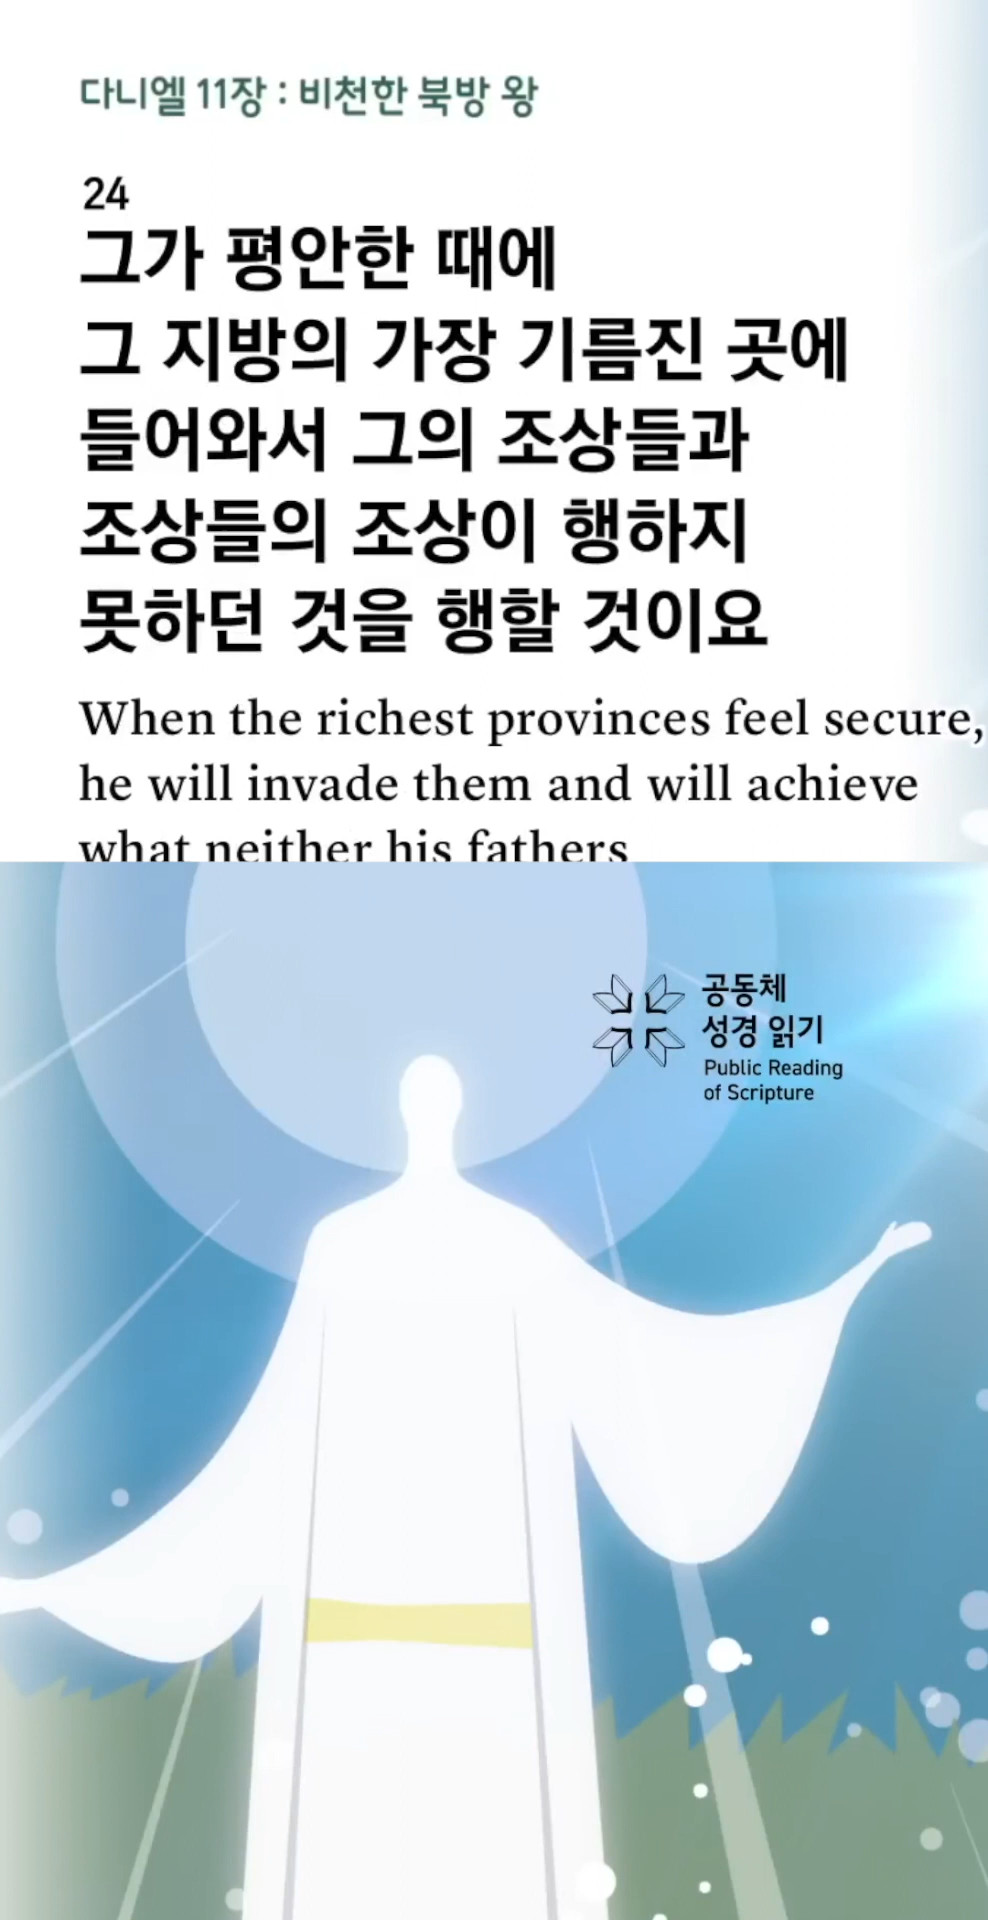 다니엘 11장 : 비천한 북방 왕
24
그가 평안한 때에
그 지방의 가장 기름진 곳에
들어와서 그의 조상들과
조상들의 조상이 행하지
못하던 것을 행할 것이요
When the richest provinces feel secure,
he will invade them and will achieve
what neither his fathers
공동체
성경 읽기
Public Reading
of Scripture